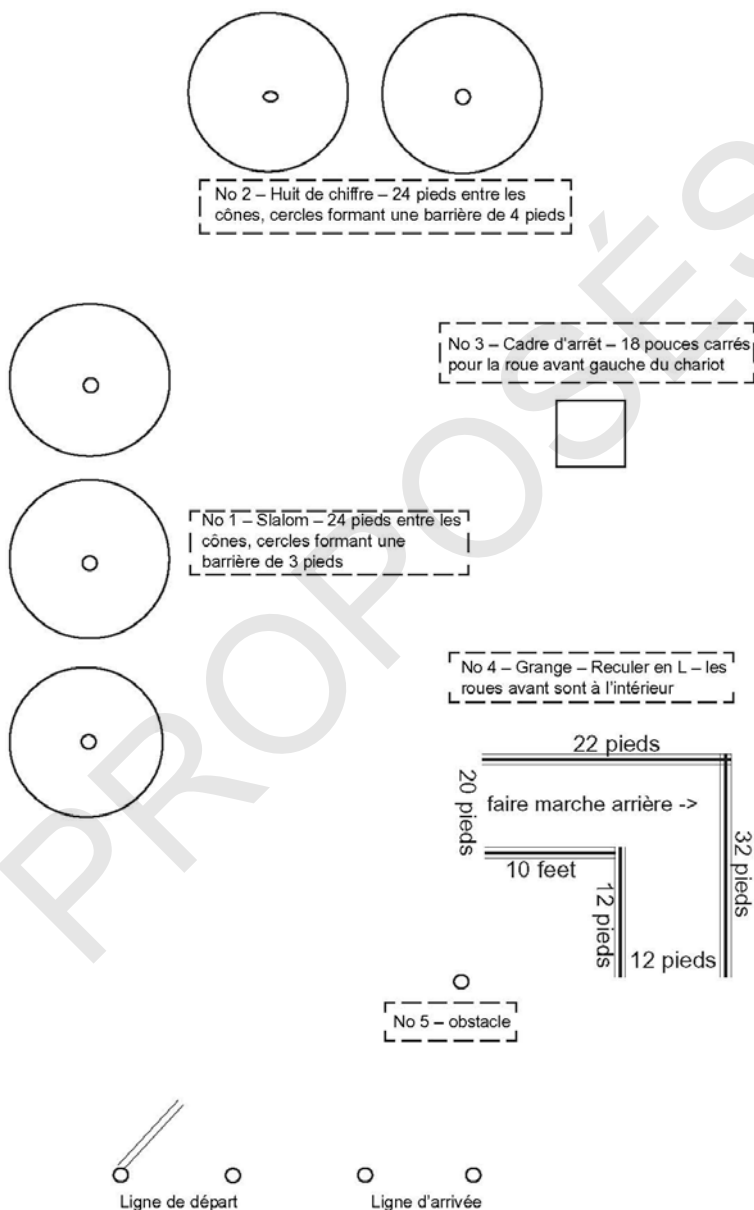 No 2 – Huit de chiffre – 24 pieds entre les
cônes, cercles formant une barrière de 4 pieds
No 3 – Cadre d'arrêt – 18 pouces carrés
pour la roue avant gauche du chariot
No 1 – Slalom – 24 pieds entre les
cônes, cercles formant une
barrière de 3 pieds
No 4 – Grange – Reculer en L – les
roues avant sont à l'intérieur
22 pieds
20 pieds
faire marche arrière ->
32 pieds
10 feet
12 pieds
12 pieds
No 5 – obstacle
Ligne de départ
Ligne d'arrivée
PROPOSÉS